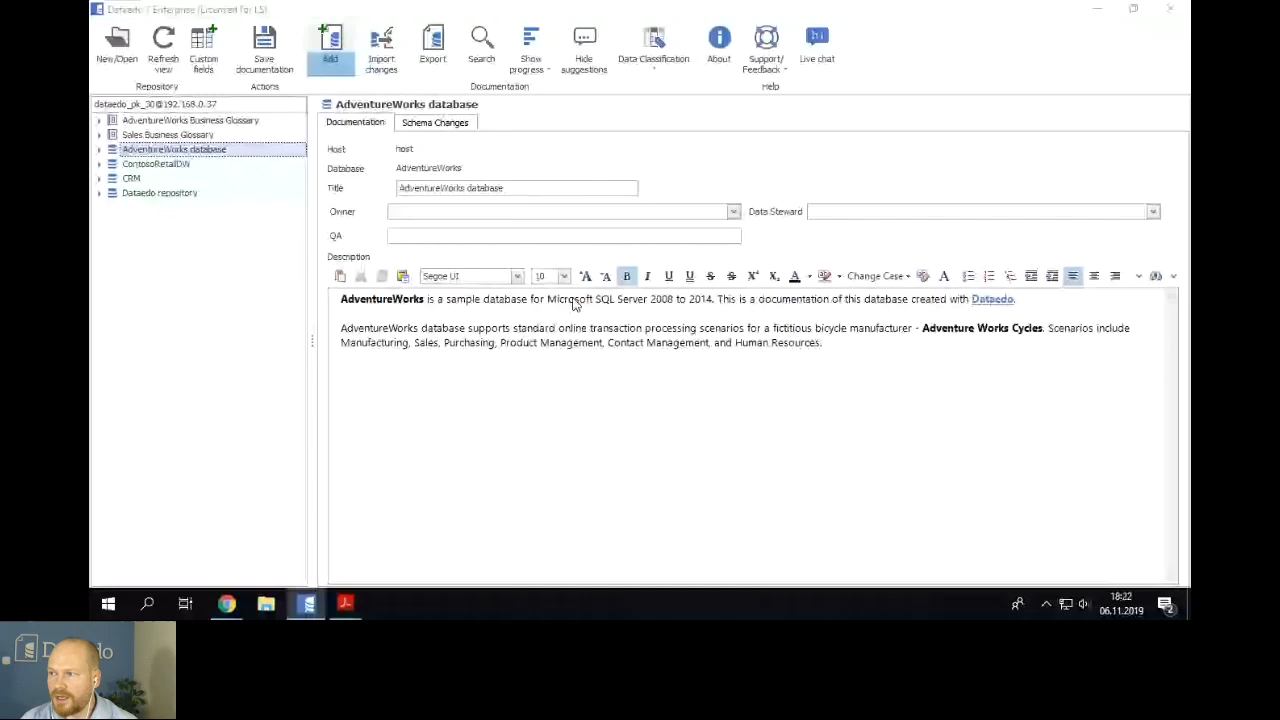 Dataedo 7 Enterprise (Licensed for 1.5)
New/Open
Refresh view
Custom fields
Save documentation
Add
Import changes
Export
Search
Show progress
Hide suggestions
Data Classification
About
Support/ Feedback
Live chat
Repository
Actions
Documentation
Help
dataedo_pk_30@192.168.0.37
AdventureWorks Business Glossary
Sales Business Glossary
AdventureWorks database
ContosoRetailDW
CRM
Dataedo repository
AdventureWorks database
Documentation
Schema Changes
Host host
Database AdventureWorks
Title AdventureWorks database
Owner
Data Steward
QA
Description
Segoe UI 10 Change Case
AdventureWorks is a sample database for Microsoft SQL Server 2008 to 2014. This is a documentation of this database created with Dataedo.
AdventureWorks database supports standard online transaction processing scenarios for a fictitious bicycle manufacturer - Adventure Works Cycles. Scenarios include
Manufacturing, Sales, Purchasing, Product Management, Contact Management, and Human Resources.
18:22
06.11.2019
2